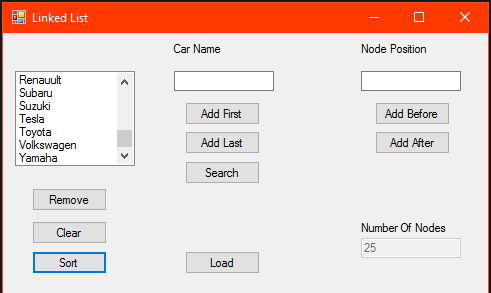 Linked List
Car Name
Node Position
Renauult
Subaru
Suzuki
Tesla
Toyota
Volkswagen
Yamaha
Add First
Add Before
Add Last
Add After
Search
Remove
Clear
Number Of Nodes
25
Sort
Load